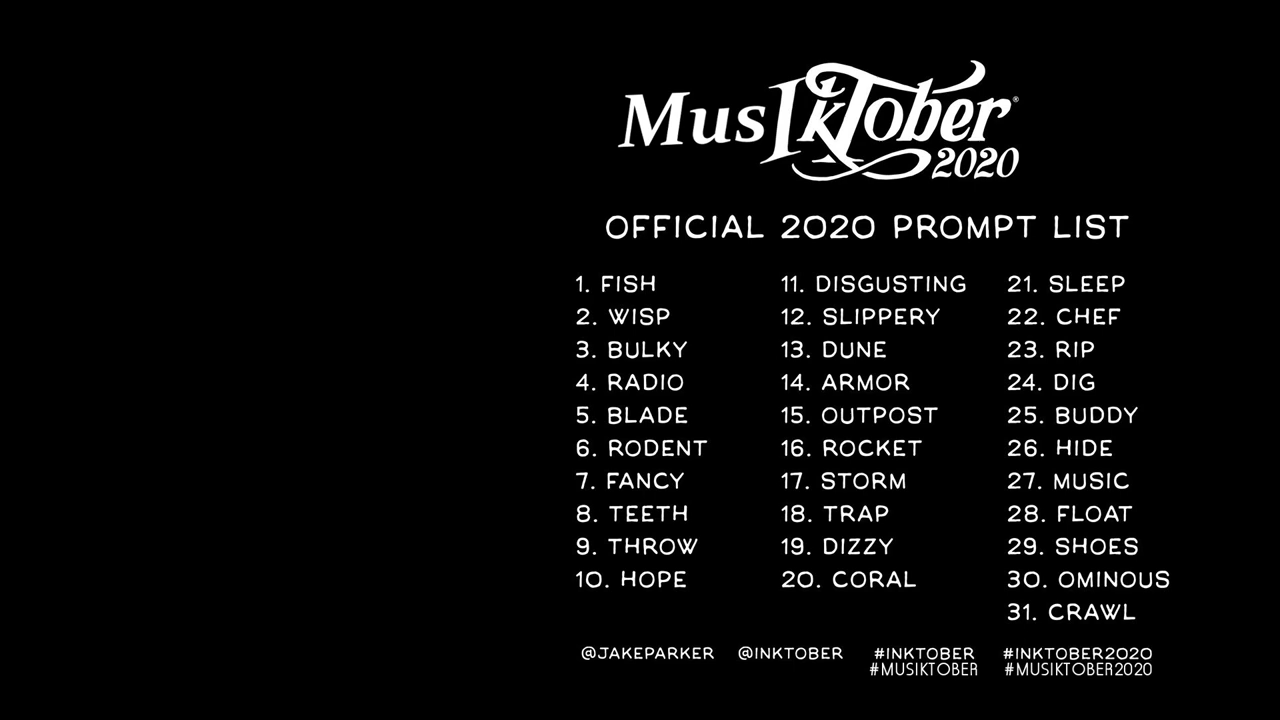 MusIkTober®
2020
OFFICIAL 2020 PROMPT LIST
1. FISH
2. WISP
3. BULKY
4. RADIO
5. BLADE
6. RODENT
7. FANCY
8. TEETH
9. THROW
10. HOPE
11. DISGUSTING
12. SLIPPERY
13. DUNE
14. ARMOR
15. OUTPOST
16. ROCKET
17. STORM
18. TRAP
19. DIZZY
20. CORAL
21. SLEEP
22. CHEF
23. RIP
24. DIG
25. BUDDY
26. HIDE
27. MUSIC
28. FLOAT
29. SHOES
30. OMINOUS
31. CRAWL
@JAKEPARKER @INKTOBER #INKTOBER #INKTOBER2020
#MUSIKTOBER #MUSIKTOBER2020